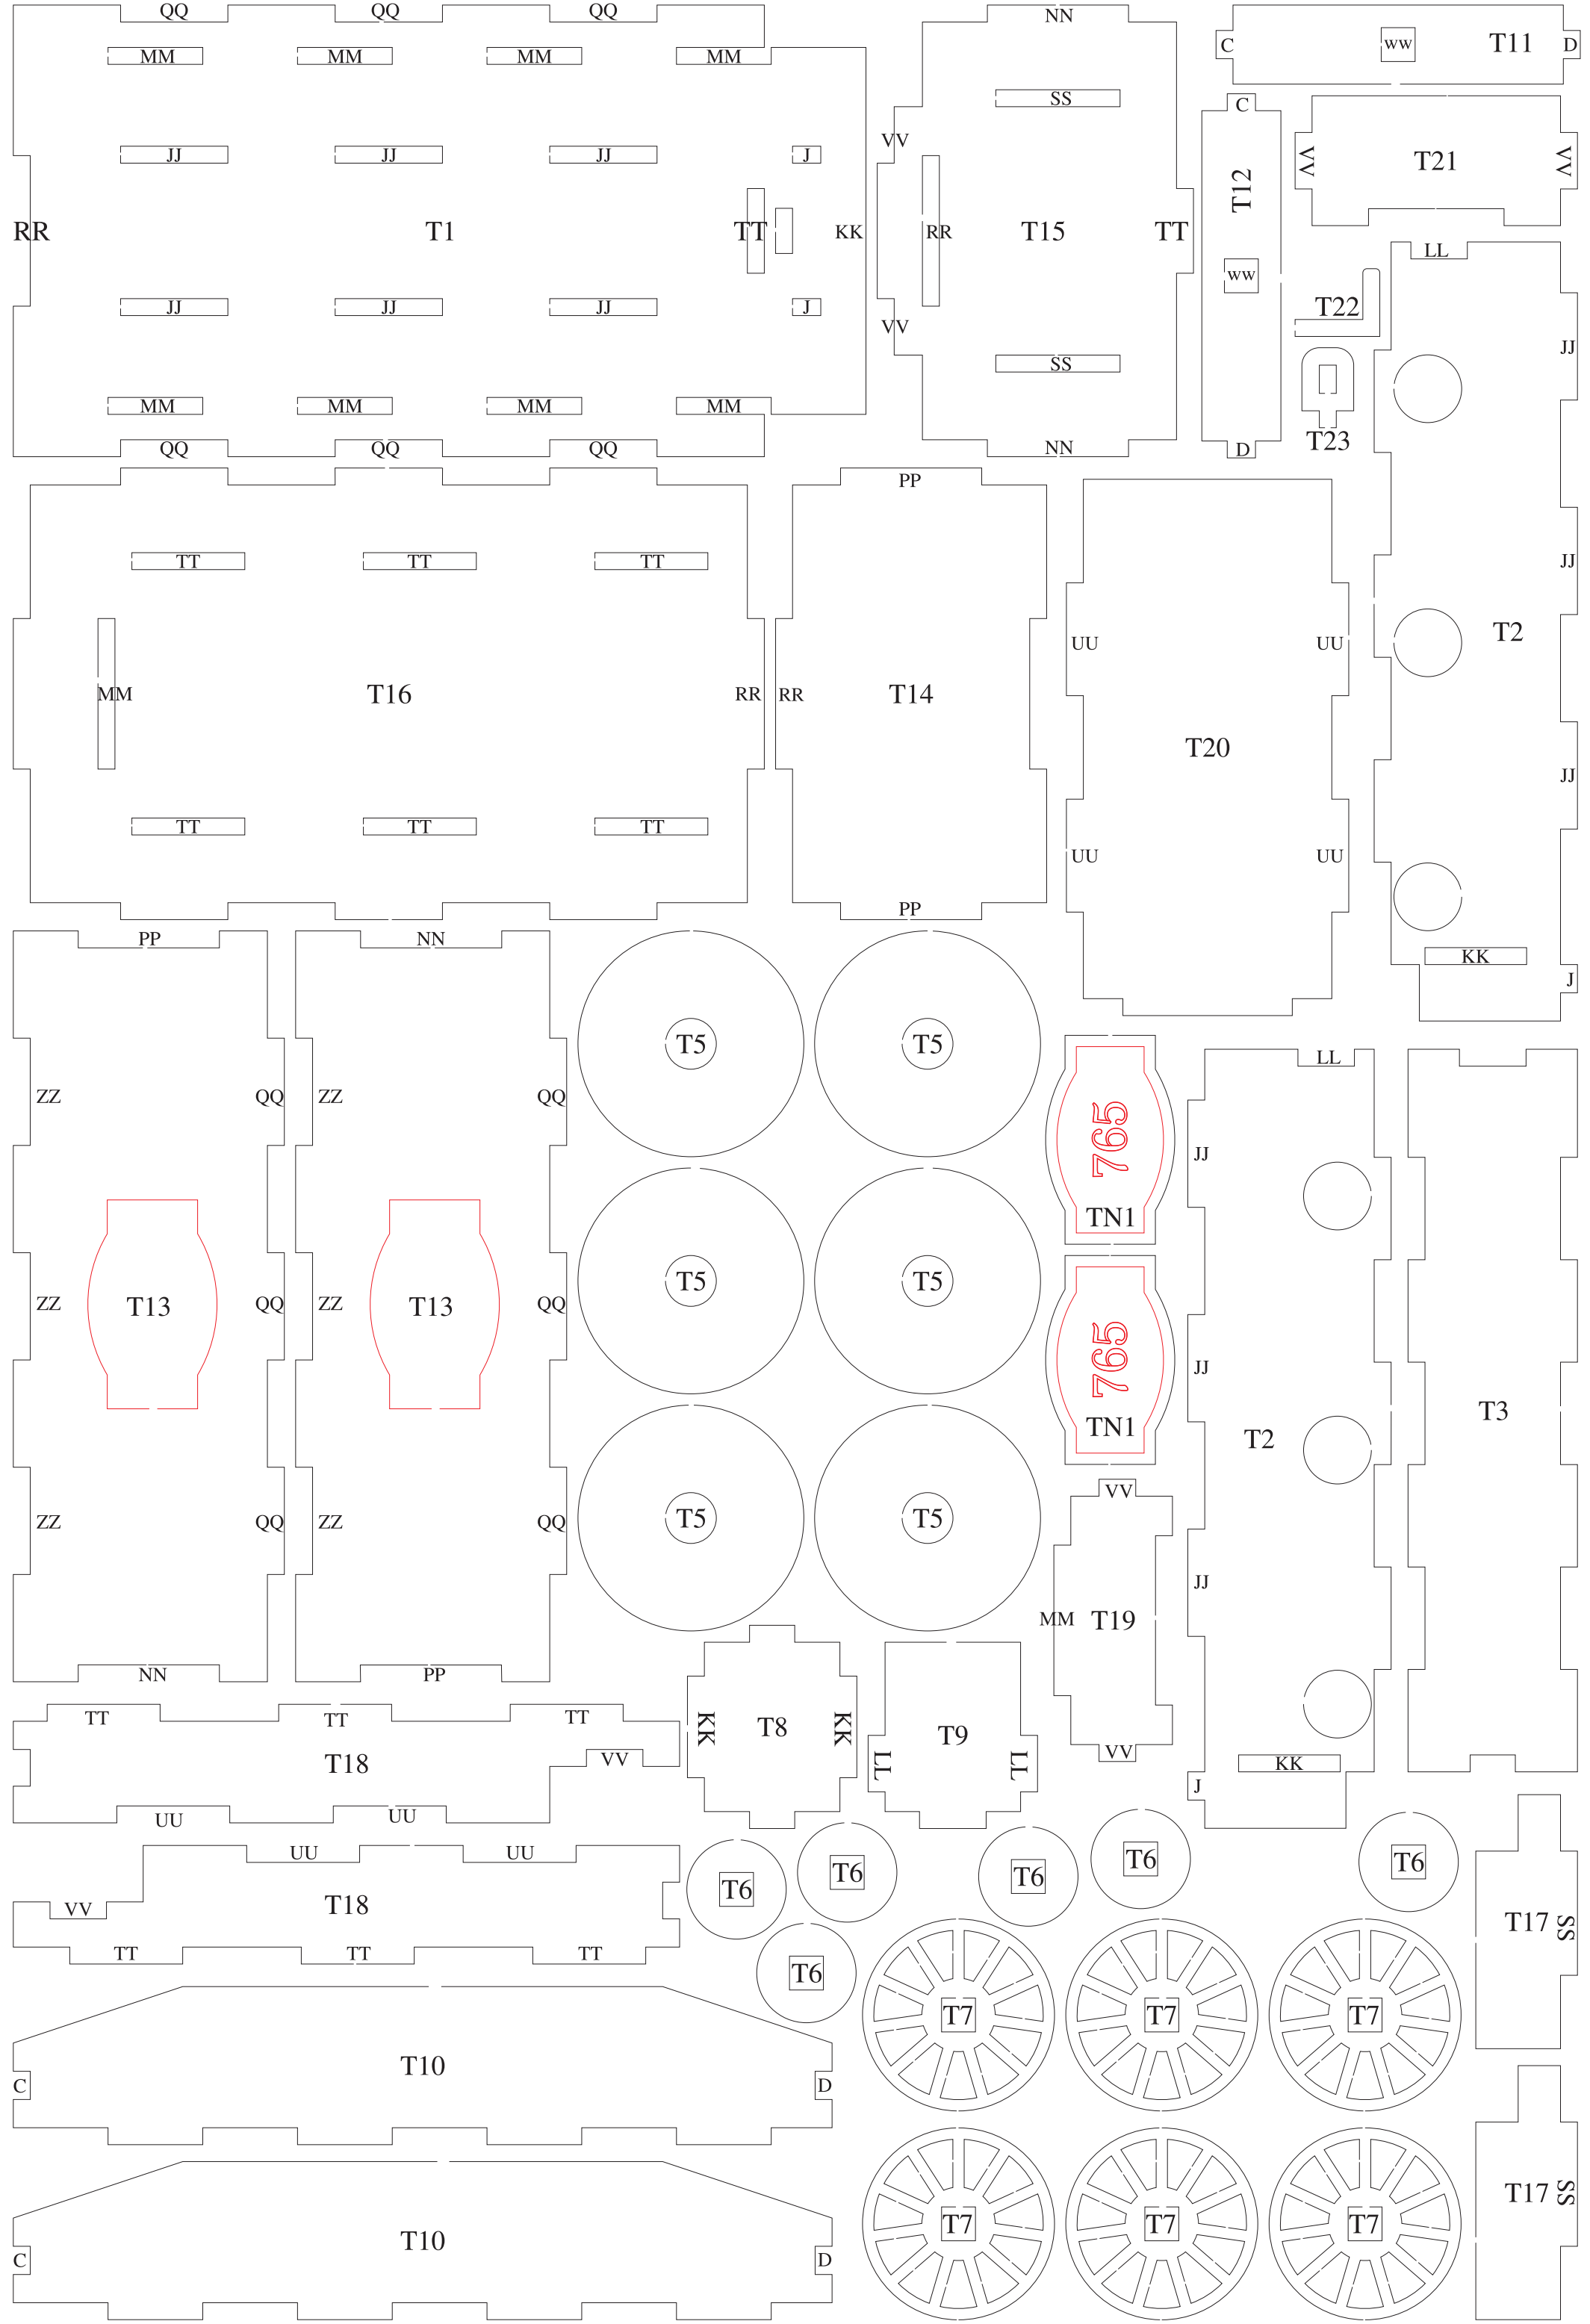 QQ QQ QQ
MM MM MM MM
JJ JJ JJ J
RR T1 TT KK
JJ JJ JJ J
MM MM MM MM
QQ QQ QQ
NN
SS
VV
RR T15 TT
VV
SS
NN
C WW T11 D
C
T12
WW
D
VV T21 VV
T22
T23
LL
JJ
JJ
T2
JJ
KK
J
TT TT TT
MM T16 RR
TT TT TT
PP
RR T14
PP
UU UU
T20
UU UU
PP
ZZ QQ
ZZ T13 QQ
ZZ QQ
NN
NN
ZZ QQ
ZZ T13 QQ
ZZ QQ
PP
T5 T5
T5 T5
T5 T5
765
TN1
765
TN1
LL
JJ
JJ
T2
JJ
KK
J
T3
VV
MM T19
VV
KK T8 KK
T9
LL LL
TT TT TT
T18 VV
UU UU
UU UU
VV T18
TT TT TT
T6 T6 T6 T6 T6
T6
T17 SS
T10
C D
T7 T7 T7
T17 SS
T10
C D
T7 T7 T7